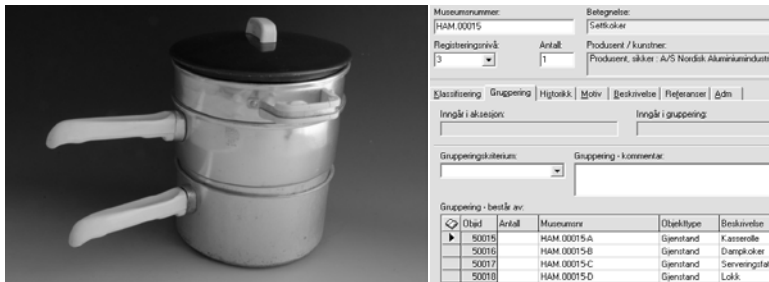 Museumsnummer: Betegnelse:
HAM.00015 Settkoker
Registreringsnivå: Antall: Produsent / kunstner:
3 1 Produsent, sikker : A/S Nordisk Aluminiumindustri
Klassifisering Gruppering Historikk Motiv Beskrivelse Referanser Adm
Inngår i aksesjon: Inngår i gruppering:
Grupperingskriterium: Gruppering - kommentar:
Gruppering - består av:
Objid Antall Museumsnr Objekttype Beskrivelse
50015 HAM.00015-A Gjenstand Kasserolle
50016 HAM.00015-B Gjenstand Dampkoker
50017 HAM.00015-C Gjenstand Serveringsfat
50018 HAM.00015-D Gjenstand Lokk